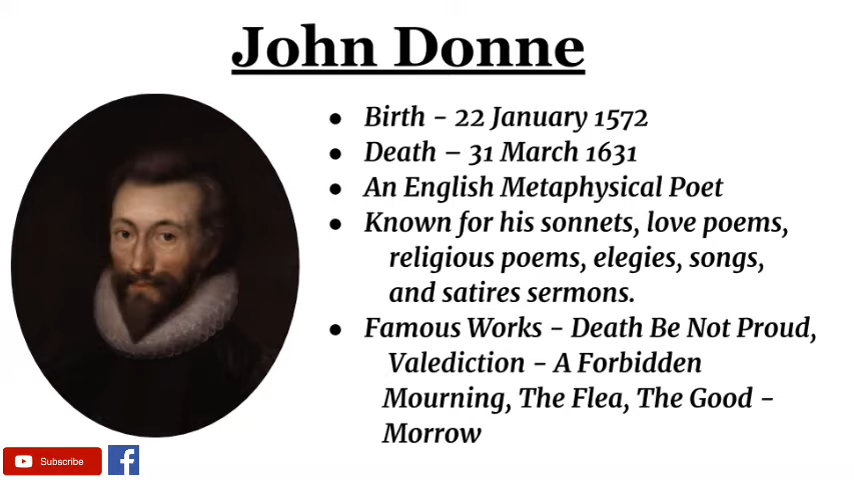 John Donne
• Birth - 22 January 1572
• Death – 31 March 1631
• An English Metaphysical Poet
• Known for his sonnets, love poems,
religious poems, elegies, songs,
and satires sermons.
• Famous Works - Death Be Not Proud,
Valediction - A Forbidden
Mourning, The Flea, The Good -
Morrow
Subscribe